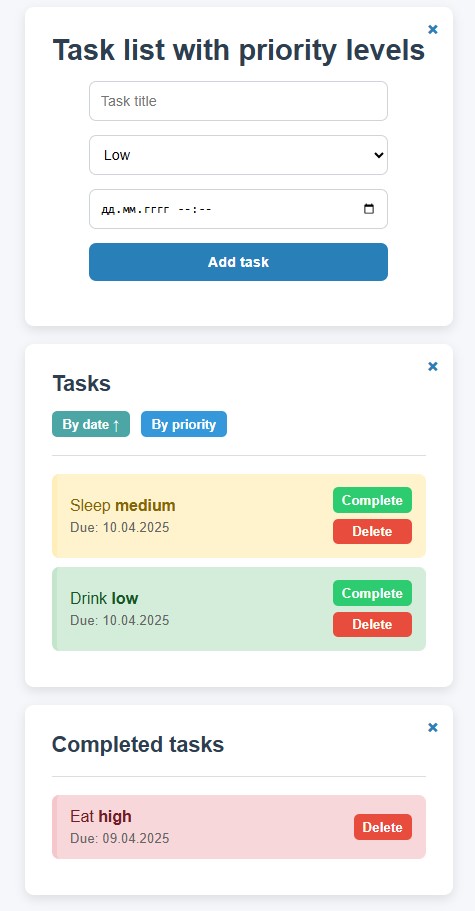 ×
Task list with priority levels
Task title
Low
дд.мм.гггг --:--
Add task
×
Tasks
By date ↑ By priority
Sleep medium
Due: 10.04.2025
Complete
Delete
Drink low
Due: 10.04.2025
Complete
Delete
×
Completed tasks
Eat high
Due: 09.04.2025
Delete